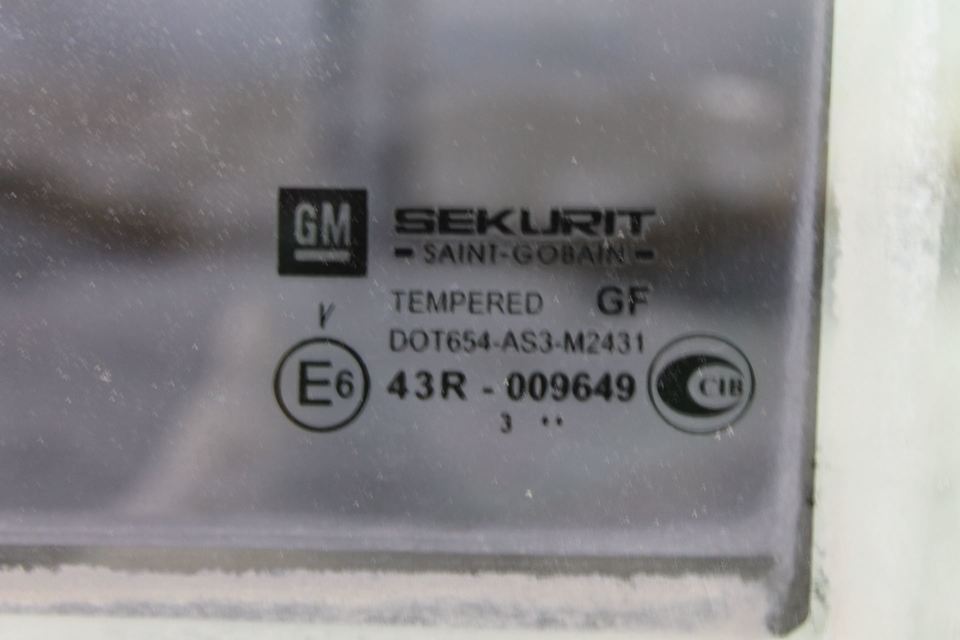 GM SEKURIT
SAINT-GOBAIN
TEMPERED GF
V
DOT654-AS3-M2431
E6 43R - 009649 CIB
3 ••